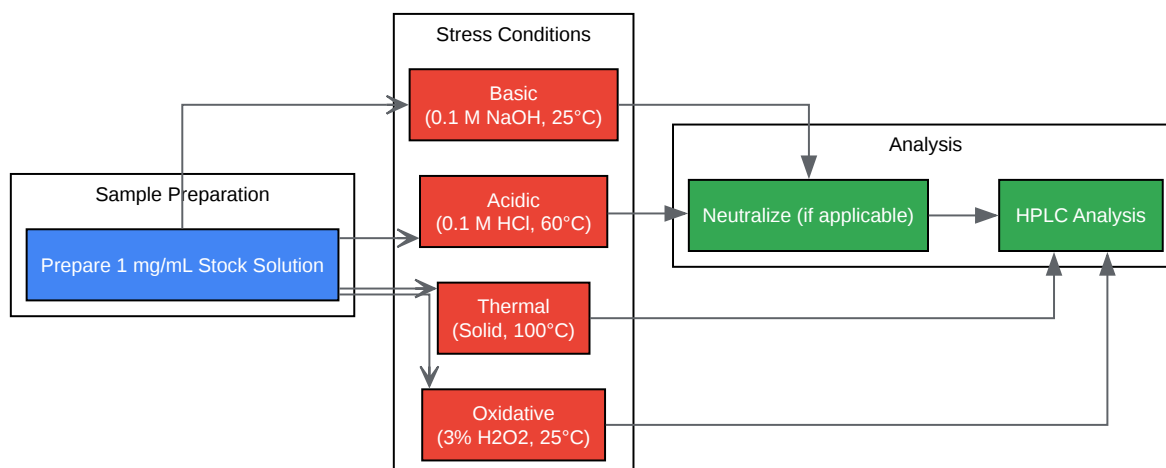 Stress Conditions
Basic
(0.1 M NaOH, 25°C)
Analysis
Sample Preparation
Acidic
(0.1 M HCl, 60°C)
Neutralize (if applicable)
HPLC Analysis
Prepare 1 mg/mL Stock Solution
Thermal
(Solid, 100°C)
Oxidative
(3% H2O2, 25°C)